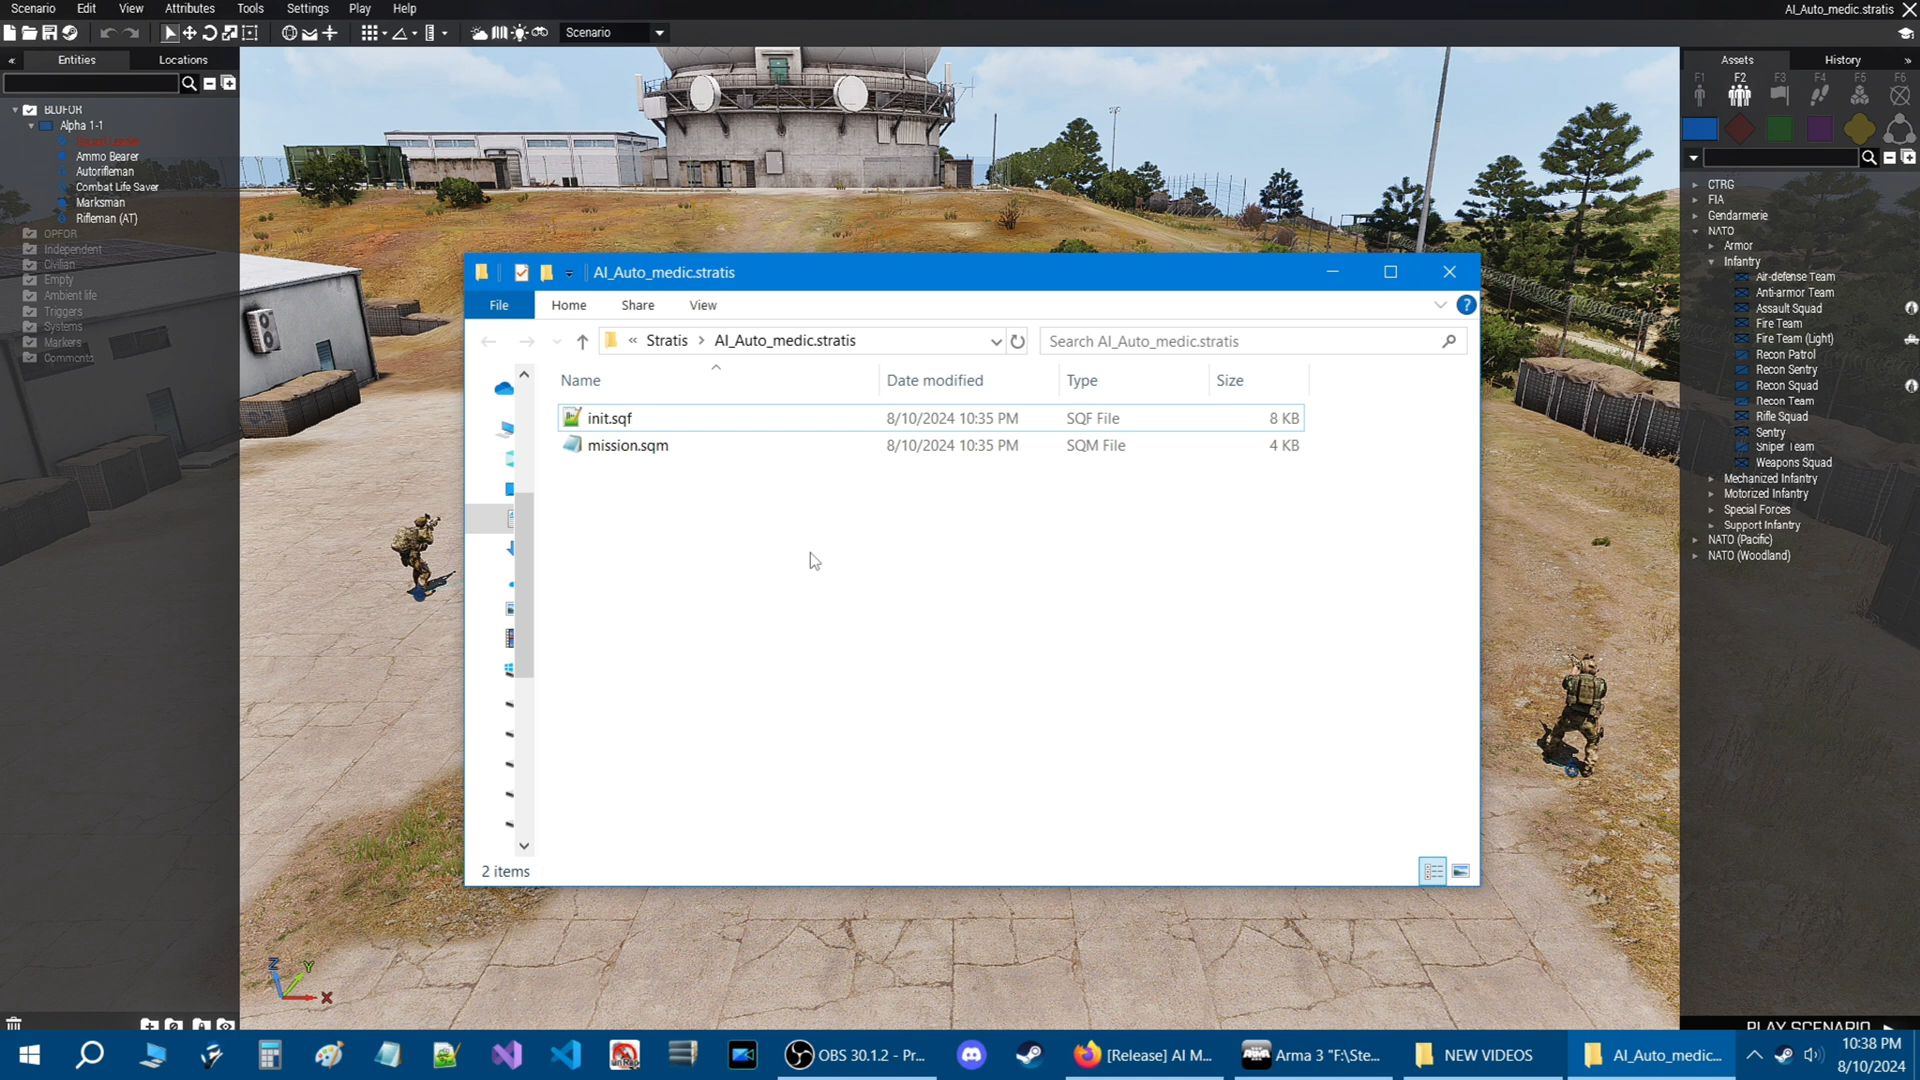 Scenario Edit View Attributes Tools Settings Play Help
AI_Auto_medic.stratis
Scenario
Entities Locations
BLUFOR
Alpha 1-1
Ammo Bearer
Autorifleman
Combat Life Saver
Marksman
Rifleman (AT)
OPFOR
Independent
Civilian
Empty
Ambient life
Triggers
Systems
Markers
Comments
AI_Auto_medic.stratis
File Home Share View
« Stratis › AI_Auto_medic.stratis
Search AI_Auto_medic.stratis
Name Date modified Type Size
init.sqf 8/10/2024 10:35 PM SQF File 8 KB
mission.sqm 8/10/2024 10:35 PM SQM File 4 KB
2 items
Z Y X
Assets History
F1 F2 F3 F4 F5 F6
CTRG
FIA
Gendarmerie
NATO
Armor
Infantry
Air-defense Team
Anti-armor Team
Assault Squad
Fire Team
Fire Team (Light)
Recon Patrol
Recon Sentry
Recon Squad
Recon Team
Rifle Squad
Sentry
Sniper Team
Weapons Squad
Mechanized Infantry
Motorized Infantry
Special Forces
Support Infantry
NATO (Pacific)
NATO (Woodland)
PLAY SCENARIO
OBS 30.1.2 - Pr...
[Release] AI M...
Arma 3 "F:\Ste...
NEW VIDEOS
AI_Auto_medic...
10:38 PM
8/10/2024